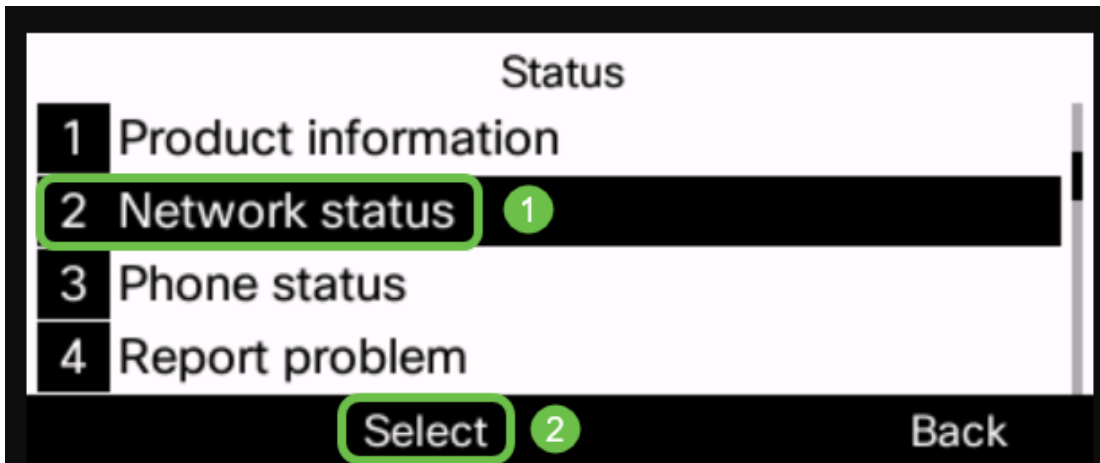 Status
1 Product information
2 Network status 1
3 Phone status
4 Report problem
Select 2 Back